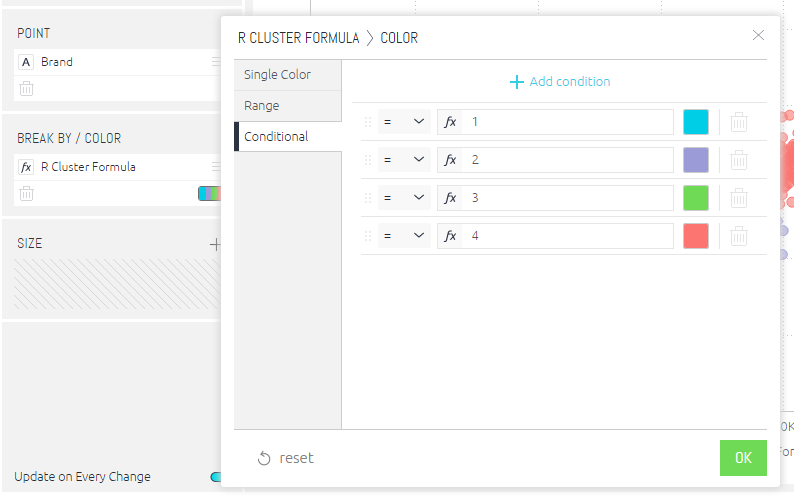 POINT
A Brand
BREAK BY / COLOR
fx R Cluster Formula
SIZE +
Update on Every Change
R CLUSTER FORMULA > COLOR
Single Color
Range
Conditional
+ Add condition
= fx 1
= fx 2
= fx 3
= fx 4
reset
OK
0K